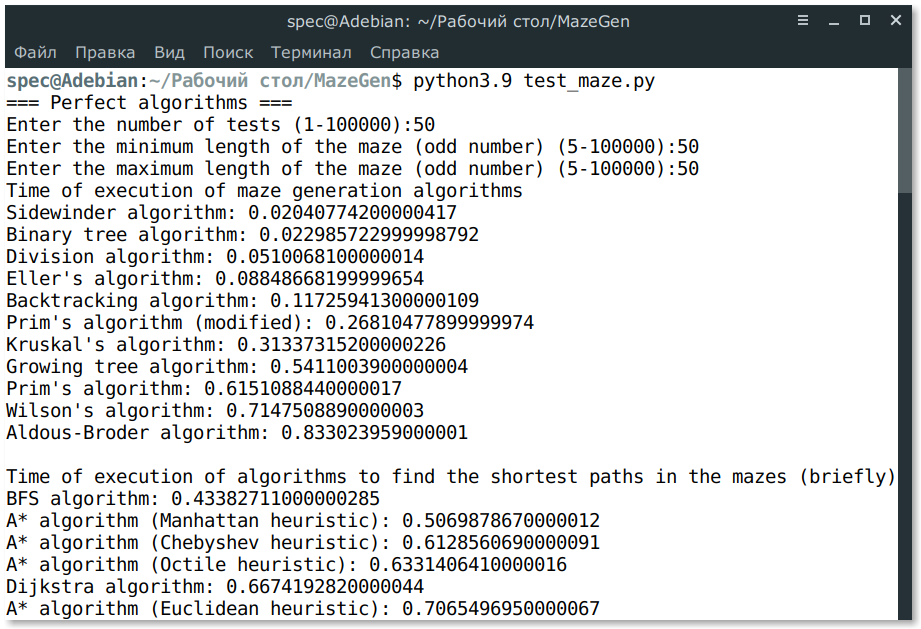 spec@Adebian: ~/Рабочий стол/MazeGen
Файл Правка Вид Поиск Терминал Справка
spec@Adebian:~/Рабочий стол/MazeGen$ python3.9 test_maze.py
=== Perfect algorithms ===
Enter the number of tests (1-100000):50
Enter the minimum length of the maze (odd number) (5-100000):50
Enter the maximum length of the maze (odd number) (5-100000):50
Time of execution of maze generation algorithms
Sidewinder algorithm: 0.02040774200000417
Binary tree algorithm: 0.022985722999998792
Division algorithm: 0.0510068100000014
Eller's algorithm: 0.08848668199999654
Backtracking algorithm: 0.11725941300000109
Prim's algorithm (modified): 0.26810477899999974
Kruskal's algorithm: 0.31337315200000226
Growing tree algorithm: 0.5411003900000004
Prim's algorithm: 0.6151088440000017
Wilson's algorithm: 0.7147508890000003
Aldous-Broder algorithm: 0.833023959000001
Time of execution of algorithms to find the shortest paths in the mazes (briefly)
BFS algorithm: 0.43382711000000285
A* algorithm (Manhattan heuristic): 0.5069878670000012
A* algorithm (Chebyshev heuristic): 0.6128560690000091
A* algorithm (Octile heuristic): 0.6331406410000016
Dijkstra algorithm: 0.6674192820000044
A* algorithm (Euclidean heuristic): 0.7065496950000067